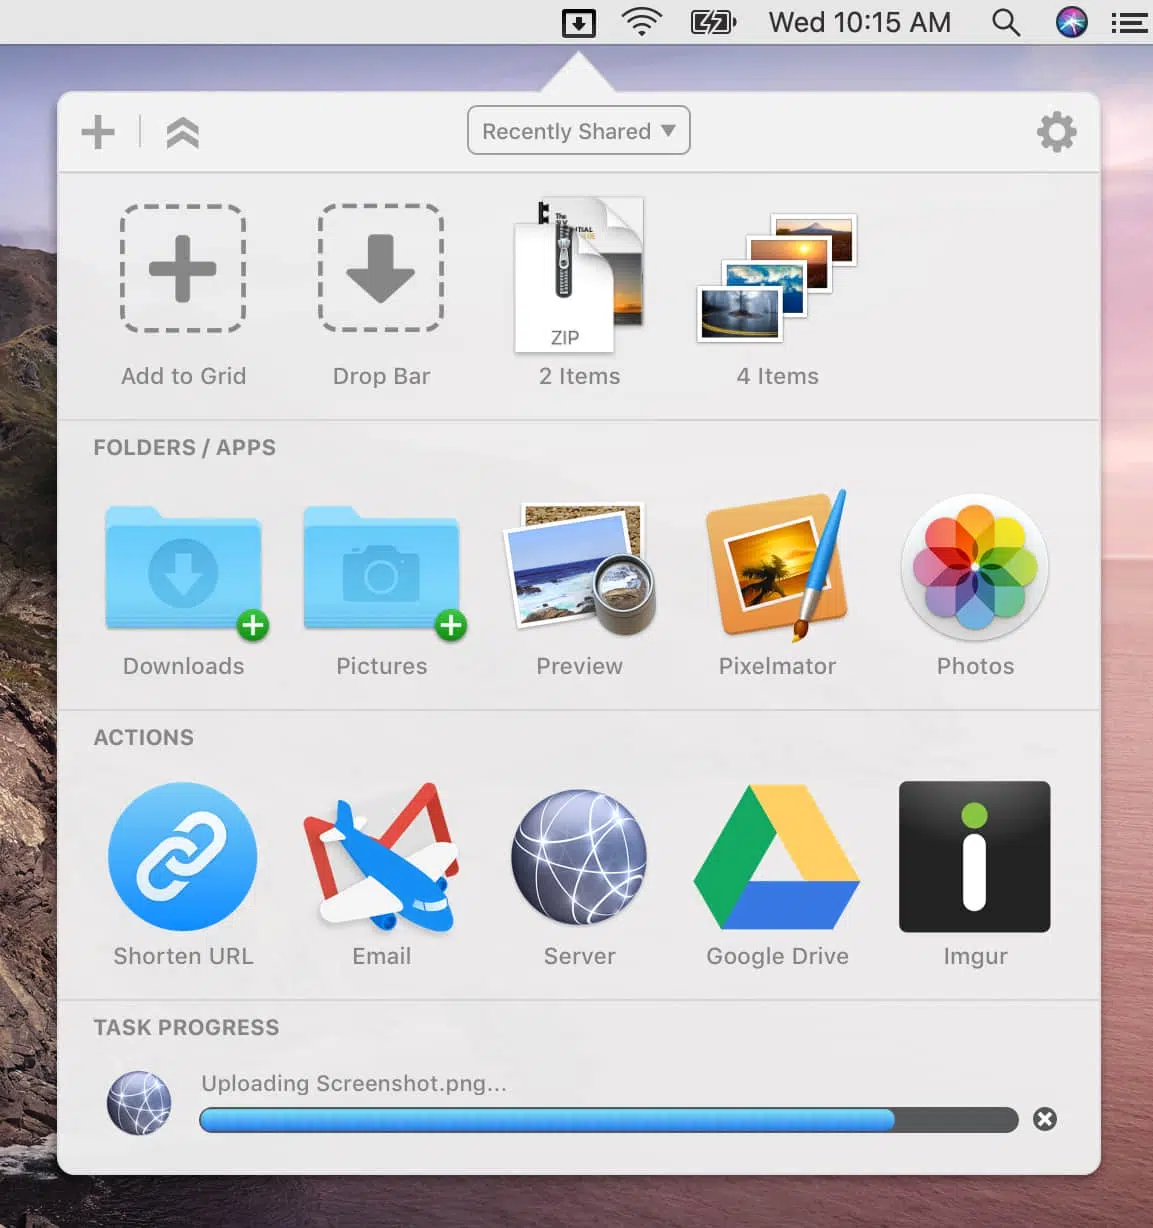 Wed 10:15 AM
Recently Shared ▼
The
ZIP
Add to Grid
Drop Bar
2 Items
4 Items
FOLDERS / APPS
Downloads
Pictures
Preview
Pixelmator
Photos
ACTIONS
Shorten URL
Email
Server
Google Drive
Imgur
TASK PROGRESS
Uploading Screenshot.png...